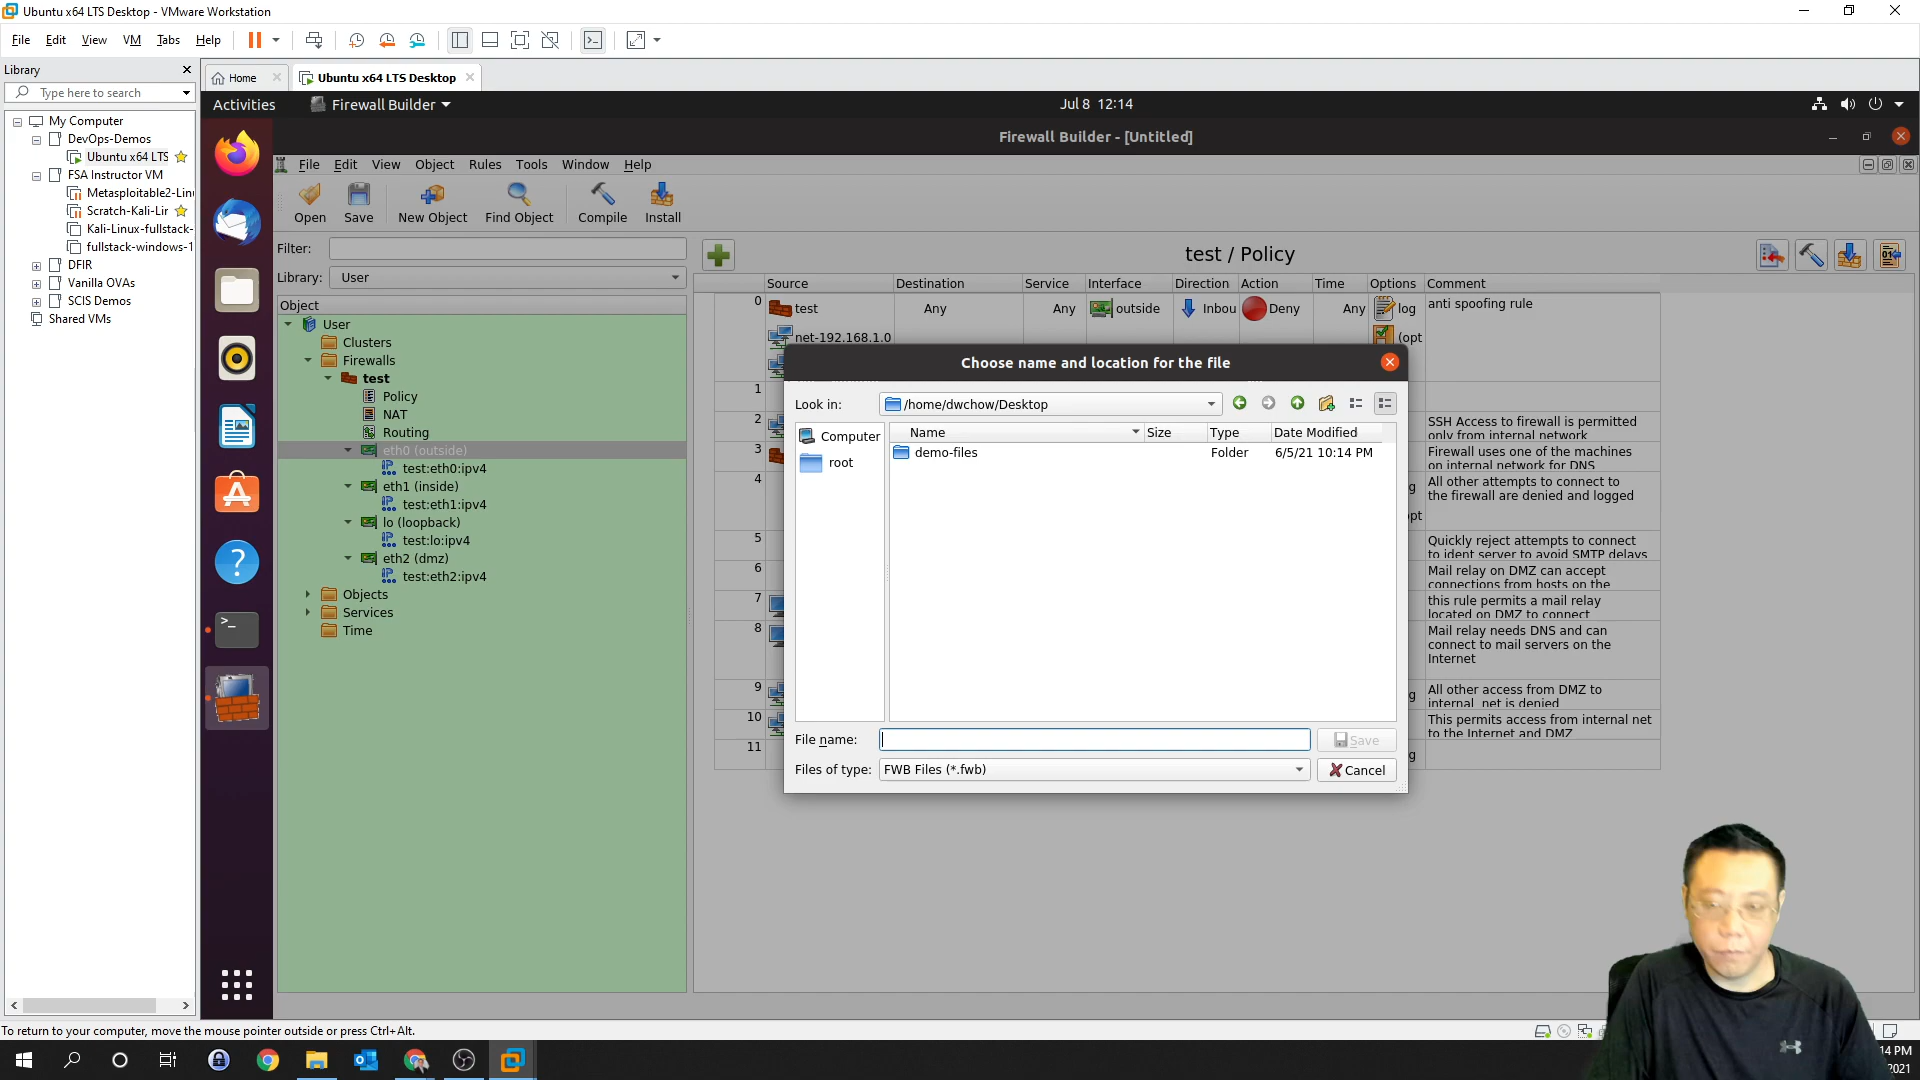 Ubuntu x64 LTS Desktop - VMware Workstation
File Edit View VM Tabs Help
Library
Type here to search
My Computer
DevOps-Demos
Ubuntu x64 LTS
FSA Instructor VM
Metasploitable2-Lin
Scratch-Kali-Lir
Kali-Linux-fullstack-
fullstack-windows-1
DFIR
Vanilla OVAs
SCIS Demos
Shared VMs
Home
Ubuntu x64 LTS Desktop
Activities
Firewall Builder
Jul 8 12:14
Firewall Builder - [Untitled]
File Edit View Object Rules Tools Window Help
Open Save New Object Find Object Compile Install
Filter:
Library: User
Object
User
Clusters
Firewalls
test
Policy
NAT
Routing
eth0 (outside)
test:eth0:ipv4
eth1 (inside)
test:eth1:ipv4
lo (loopback)
test:lo:ipv4
eth2 (dmz)
test:eth2:ipv4
Objects
Services
Time
test / Policy
Source Destination Service Interface Direction Action Time Options Comment
0 test Any Any outside Inbou Deny Any log anti spoofing rule
net-192.168.1.0 (opt
1
2 SSH Access to firewall is permitted
only from internal network
3 Firewall uses one of the machines
on internal network for DNS
4 g All other attempts to connect to
the firewall are denied and logged
opt
5 Quickly reject attempts to connect
to ident server to avoid SMTP delays
6 Mail relay on DMZ can accept
connections from hosts on the
7 this rule permits a mail relay
located on DMZ to connect
8 Mail relay needs DNS and can
connect to mail servers on the
Internet
9 g All other access from DMZ to
internal net is denied
10 This permits access from internal net
to the Internet and DMZ
11 g
Choose name and location for the file
Look in: /home/dwchow/Desktop
Computer
root
Name Size Type Date Modified
demo-files Folder 6/5/21 10:14 PM
File name: Save
Files of type: FWB Files (*.fwb) Cancel
To return to your computer, move the mouse pointer outside or press Ctrl+Alt.
14 PM
2021